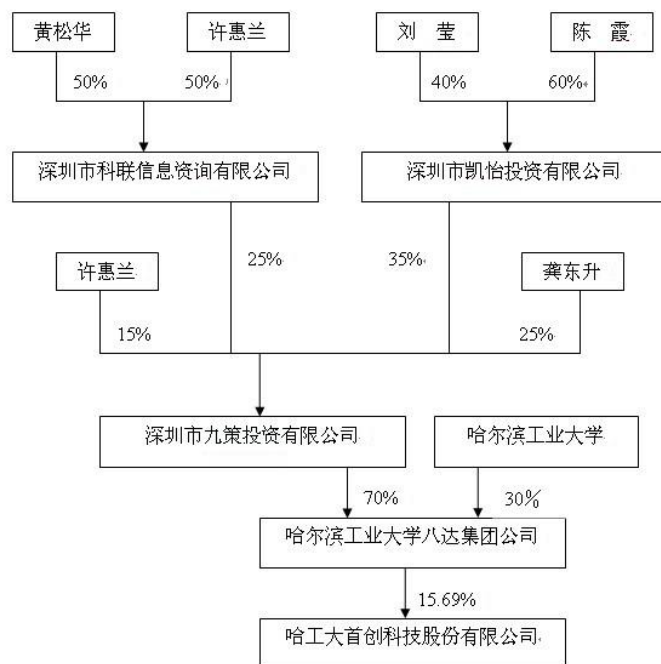 黄松华
许惠兰
刘 莹
陈 霞
50%
50%
40%
60%
深圳市科联信息资询有限公司
深圳市凯怡投资有限公司
许惠兰
25%
35%
龚东升
15%
25%
深圳市九策投资有限公司
哈尔滨工业大学
70%
30%
哈尔滨工业大学八达集团公司
15.69%
哈工大首创科技股份有限公司